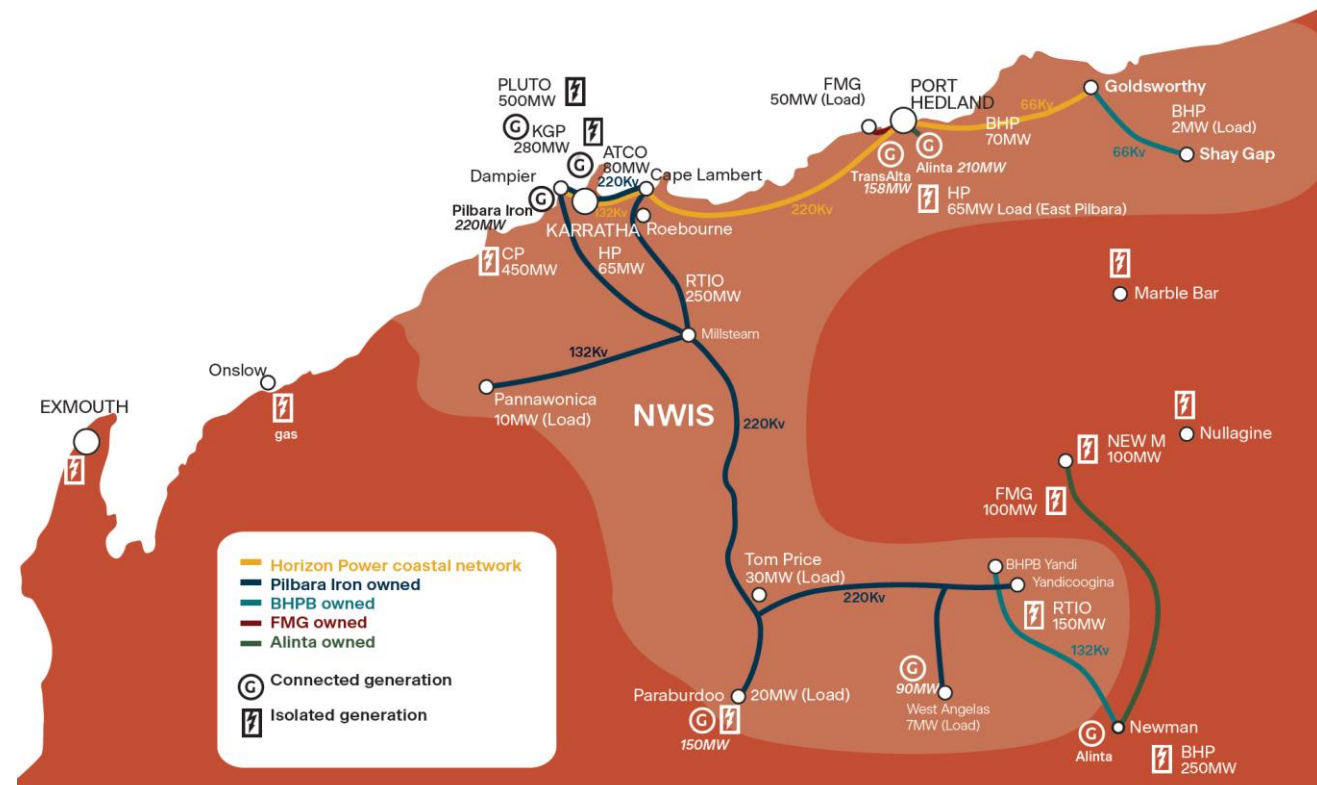 PLUTO
500MW
KGP
280MW
ATCO
80MW
220Kv
Dampier
Cape Lambert
Pilbara Iron
220MW
132Kv
KARRATHA
Roebourne
CP
450MW
HP
65MW
RTIO
250MW
FMG
50MW (Load)
PORT
HEDLAND
66Kv
Goldsworthy
BHP
70MW
BHP
2MW (Load)
66Kv
Shay Gap
TransAlta
158MW
Alinta 210MW
HP
65MW Load (East Pilbara)
220Kv
Marble Bar
Millsteam
132Kv
Onslow
gas
EXMOUTH
Pannawonica
10MW (Load)
NWIS
220Kv
Nullagine
NEW M
100MW
FMG
100MW
Tom Price
30MW (Load)
220Kv
BHPB Yandi
Yandicoogina
RTIO
150MW
132Kv
Paraburdoo
20MW (Load)
150MW
90MW
West Angelas
7MW (Load)
Newman
Alinta
BHP
250MW
Horizon Power coastal network
Pilbara Iron owned
BHPB owned
FMG owned
Alinta owned
G Connected generation
Isolated generation
G
G
G
G
G
G
G
G